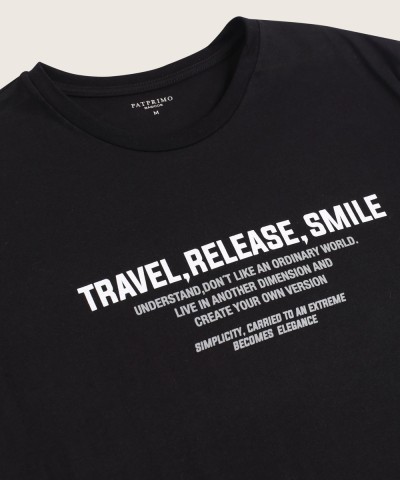 PATPRIMO
M
TRAVEL,RELEASE,SMILE
UNDERSTAND.DON'T LIKE AN ORDINARY WORLD.
LIVE IN ANOTHER DIMENSION AND
CREATE YOUR OWN VERSION
SIMPLICITY, CARRIED TO AN EXTREME
BECOMES ELEGANCE